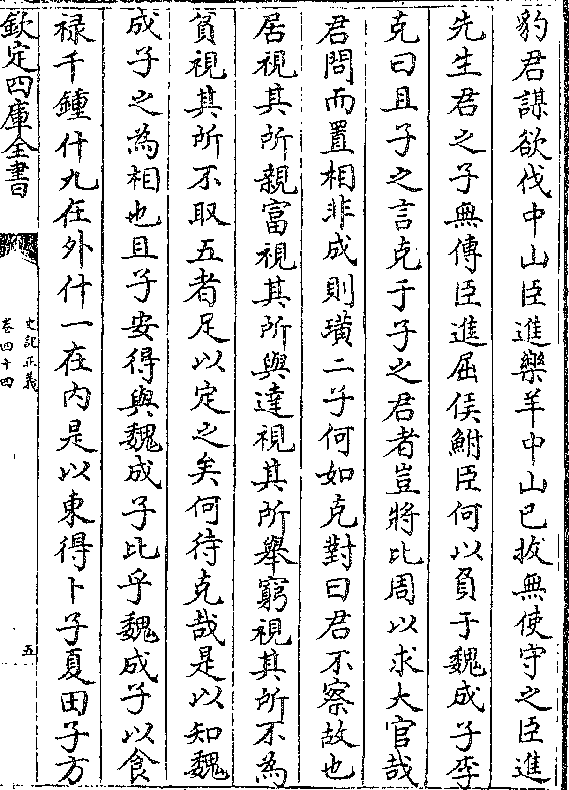 豹君謀欲伐中山臣進樂羊中山已拔無使守之臣進
先生君之子無傅臣進屈侯鮒臣何以負于魏成子李
克曰且子之言克于子之君者豈將比周以求大官哉
君問而置相非成則璜二子何如克對曰君不察故也
居視其所親富視其所與達視其所舉窮視其所不為
貧視其所不取五者足以定之矣何待克哉是以知魏
成子之為相也且子安得與魏成子比乎魏成子以食
祿千鍾什九在外什一在內是以東得卜子夏田子方
欽定四庫全書
史記正義
卷四十四
五